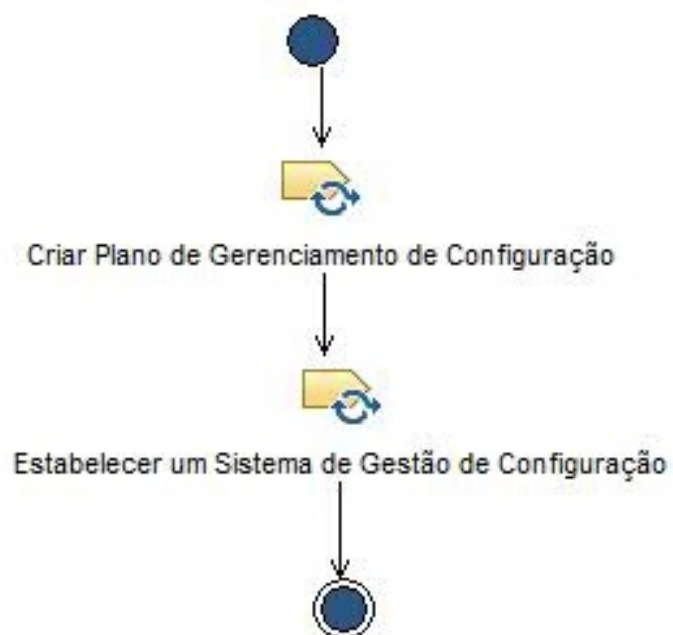 Criar Plano de Gerenciamento de Configuração
Estabelecer um Sistema de Gestão de Configuração